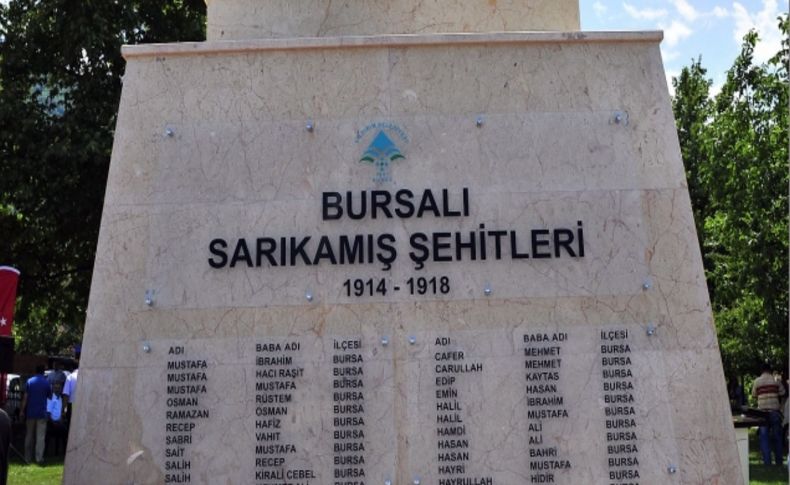 BURSALI
SARIKAMIŞ ŞEHİTLERİ
1914 - 1918
ADI BABA ADI İLÇESİ
MUSTAFA İBRAHİM BURSA
MUSTAFA HACI RAŞİT BURSA
MUSTAFA MUSTAFA BURSA
OSMAN RÜSTEM BURSA
RAMAZAN OSMAN BURSA
RECEP HAFIZ BURSA
SABRİ VAHIT BURSA
SAİT MUSTAFA BURSA
SALİH RECEP BURSA
SALİH KIRALİ CEBEL BURSA
ADI BABA ADI İLÇESİ
CAFER MEHMET BURSA
CARULLAH MEHMET BURSA
EDİP KAYTAS BURSA
EMİN HASAN BURSA
HALİL İBRAHİM BURSA
HALİL MUSTAFA BURSA
HAMDİ ALİ BURSA
HASAN ALİ BURSA
HASAN BAHRİ BURSA
HAYRİ MUSTAFA BURSA
HAYRULLAH HİDİR BURSA